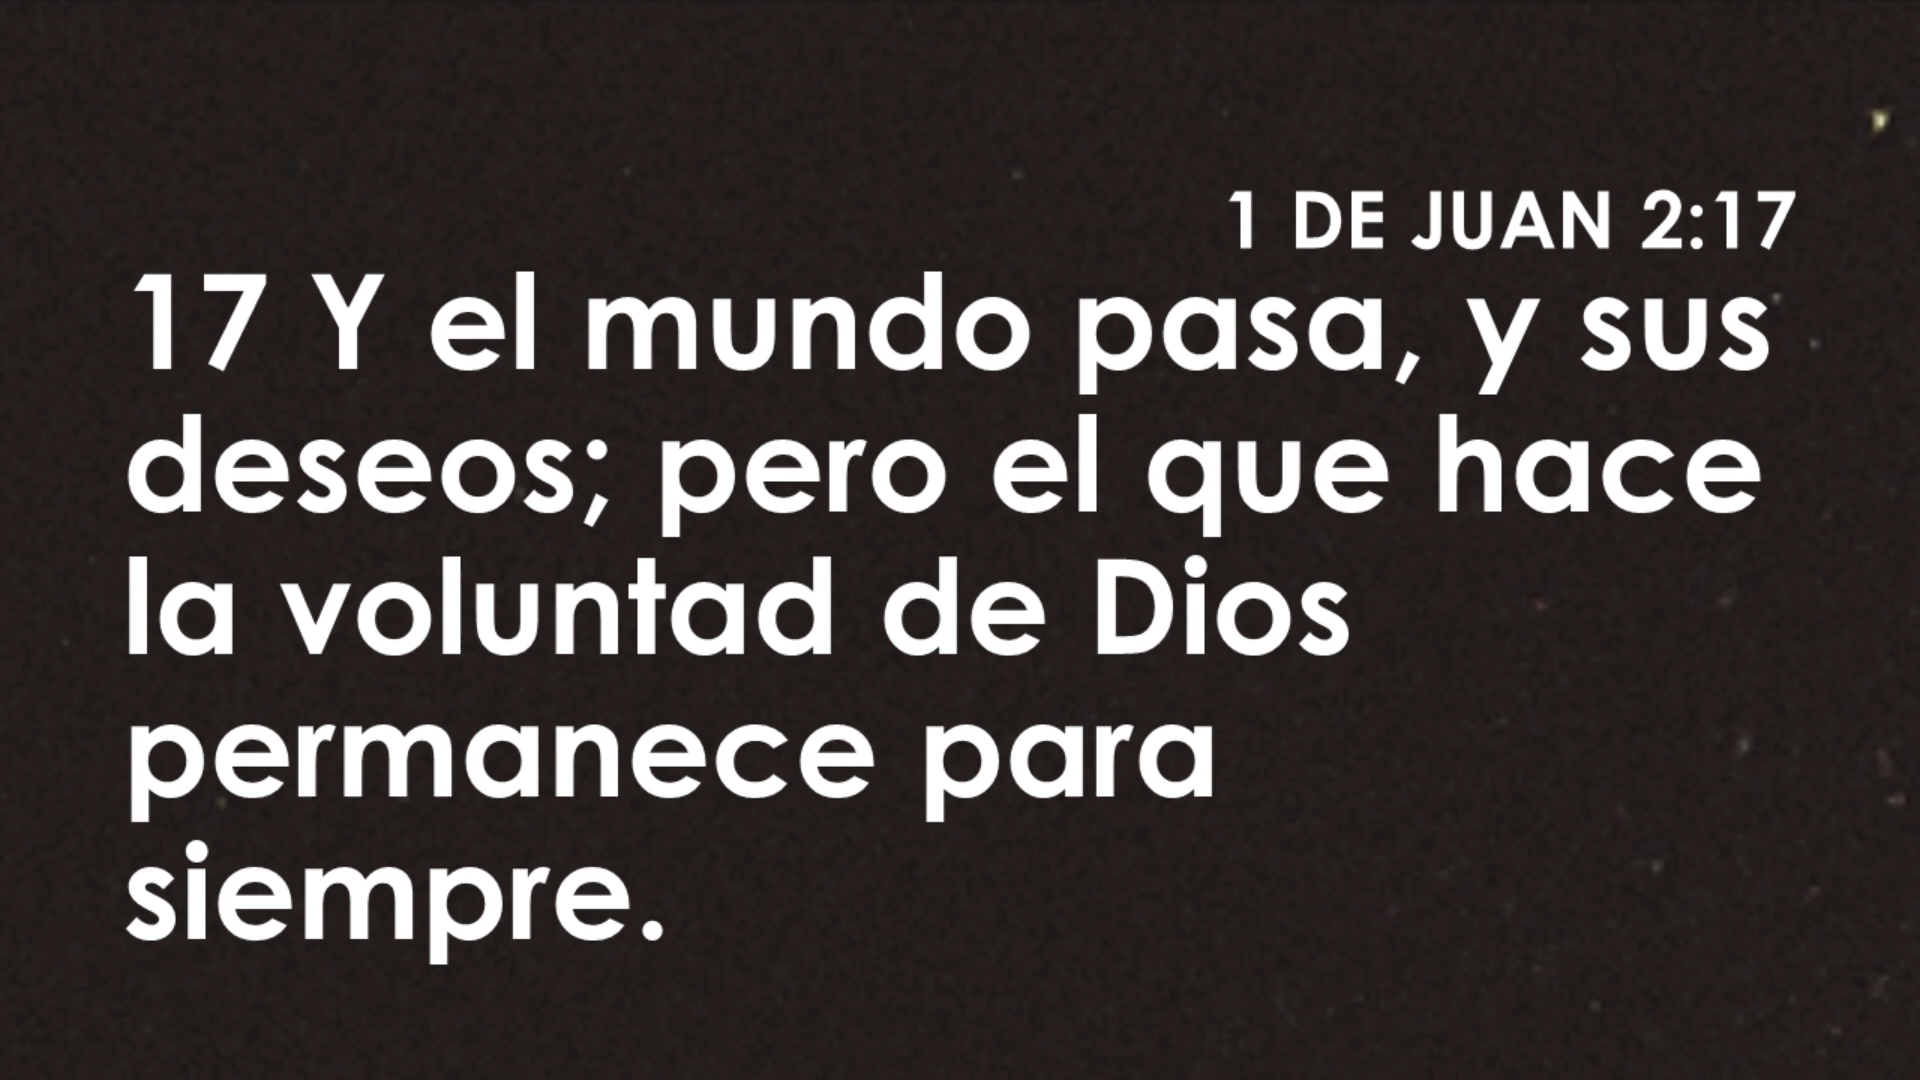 1 DE JUAN 2:17
17 Y el mundo pasa, y sus
deseos; pero el que hace
la voluntad de Dios
permanece para
siempre.